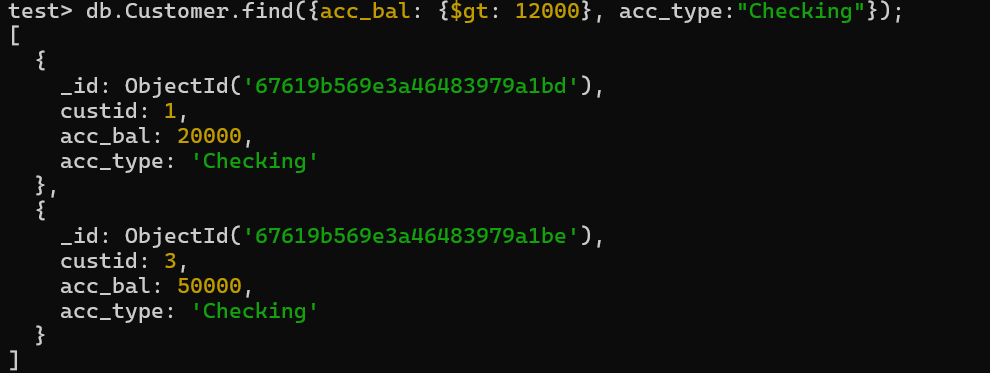 test> db.Customer.find({acc_bal: {$gt: 12000}, acc_type:"Checking"});
[
  {
    _id: ObjectId('67619b569e3a46483979a1bd'),
    custid: 1,
    acc_bal: 20000,
    acc_type: 'Checking'
  },
  {
    _id: ObjectId('67619b569e3a46483979a1be'),
    custid: 3,
    acc_bal: 50000,
    acc_type: 'Checking'
  }
]